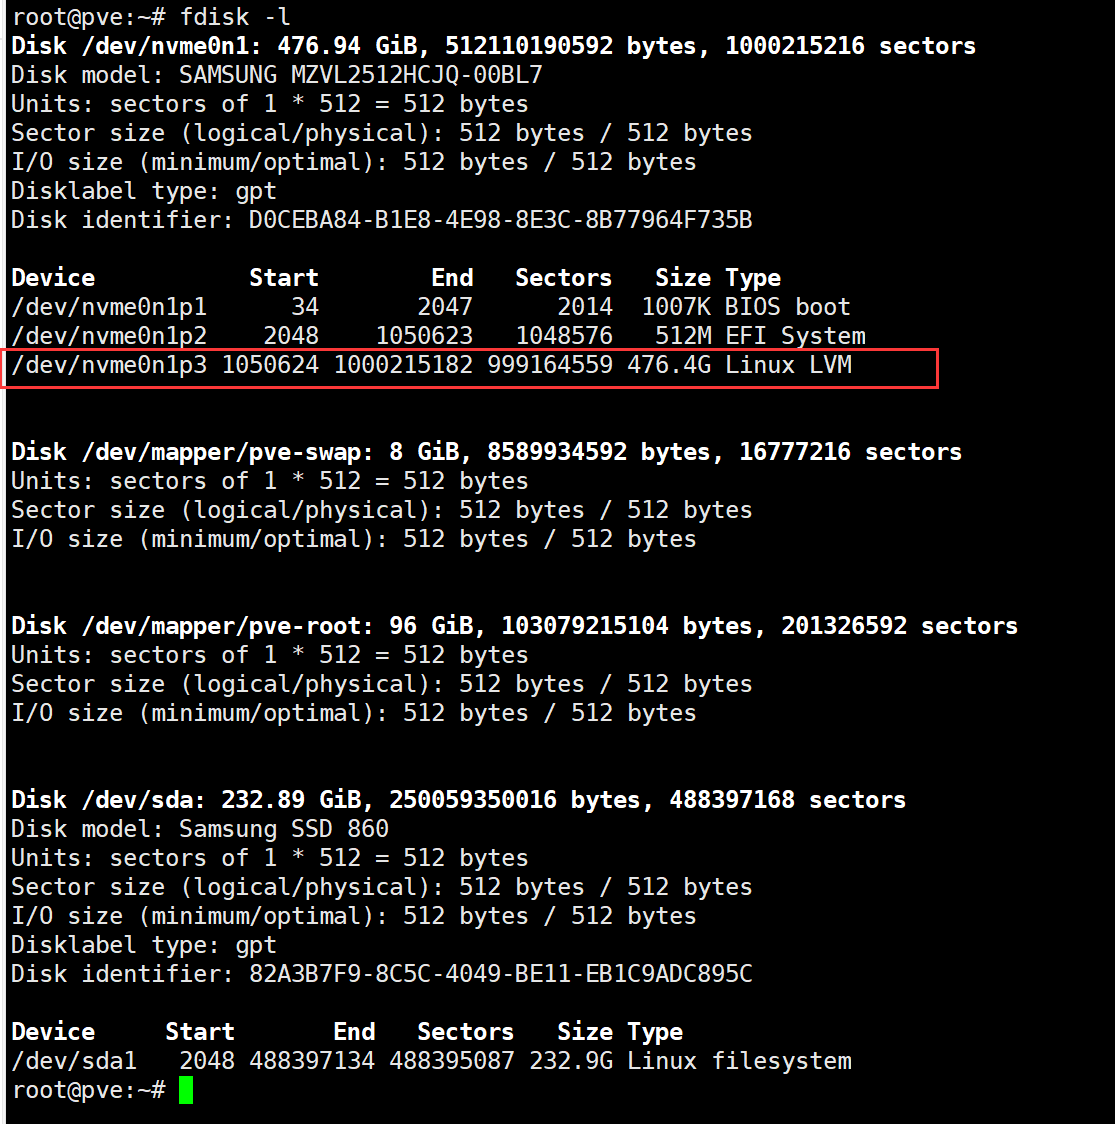 root@pve:~# fdisk -l
Disk /dev/nvme0n1: 476.94 GiB, 512110190592 bytes, 1000215216 sectors
Disk model: SAMSUNG MZVL2512HCJQ-00BL7
Units: sectors of 1 * 512 = 512 bytes
Sector size (logical/physical): 512 bytes / 512 bytes
I/O size (minimum/optimal): 512 bytes / 512 bytes
Disklabel type: gpt
Disk identifier: D0CEBA84-B1E8-4E98-8E3C-8B77964F735B
Device Start End Sectors Size Type
/dev/nvme0n1p1 34 2047 2014 1007K BIOS boot
/dev/nvme0n1p2 2048 1050623 1048576 512M EFI System
/dev/nvme0n1p3 1050624 1000215182 999164559 476.4G Linux LVM
Disk /dev/mapper/pve-swap: 8 GiB, 8589934592 bytes, 16777216 sectors
Units: sectors of 1 * 512 = 512 bytes
Sector size (logical/physical): 512 bytes / 512 bytes
I/O size (minimum/optimal): 512 bytes / 512 bytes
Disk /dev/mapper/pve-root: 96 GiB, 103079215104 bytes, 201326592 sectors
Units: sectors of 1 * 512 = 512 bytes
Sector size (logical/physical): 512 bytes / 512 bytes
I/O size (minimum/optimal): 512 bytes / 512 bytes
Disk /dev/sda: 232.89 GiB, 250059350016 bytes, 488397168 sectors
Disk model: Samsung SSD 860
Units: sectors of 1 * 512 = 512 bytes
Sector size (logical/physical): 512 bytes / 512 bytes
I/O size (minimum/optimal): 512 bytes / 512 bytes
Disklabel type: gpt
Disk identifier: 82A3B7F9-8C5C-4049-BE11-EB1C9ADC895C
Device Start End Sectors Size Type
/dev/sda1 2048 488397134 488395087 232.9G Linux filesystem
root@pve:~#